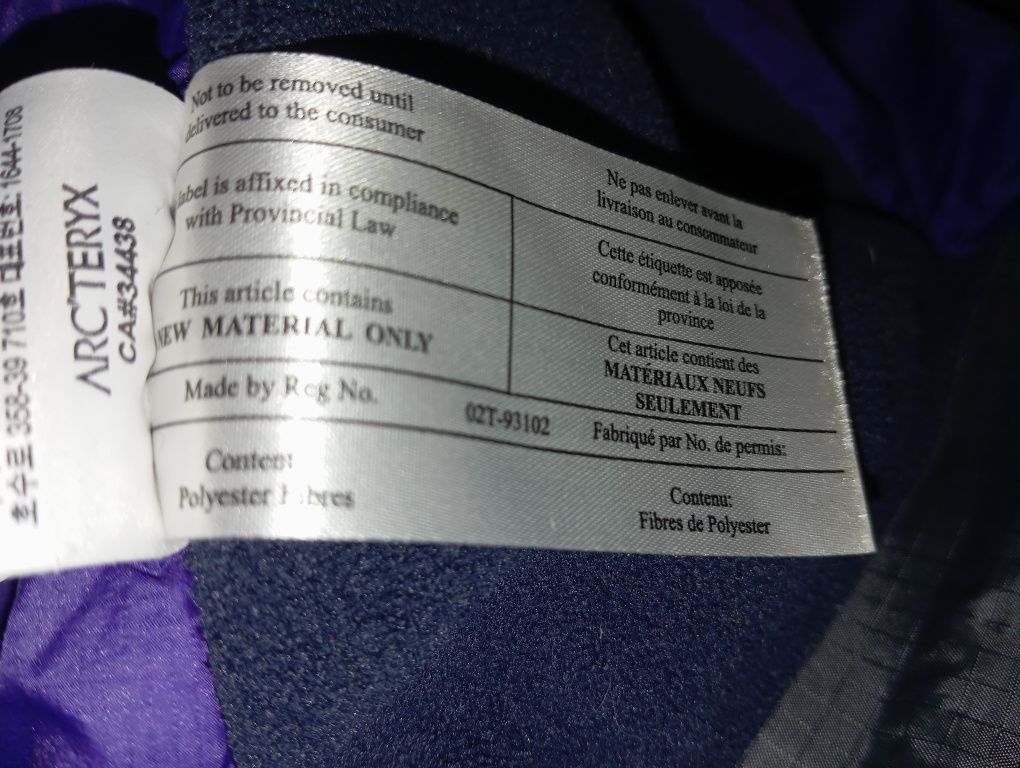 Not to be removed until
delivered to the consumer
Ne pas enlever avant la
livraison au consommateur
label is affixed in compliance
with Provincial Law
Cette étiquette est apposée
conformément à la loi de la
province
This article contains
NEW MATERIAL ONLY
Cet article contient des
MATÉRIAUX NEUFS
SEULEMENT
Made by Reg No.
02T-93102
Fabriqué par No. de permis:
Content
Polyester Fibres
Contenu:
Fibres de Polyester
ARC'TERYX
CA#34438
358-39 710호 대표번호: 1644-1708